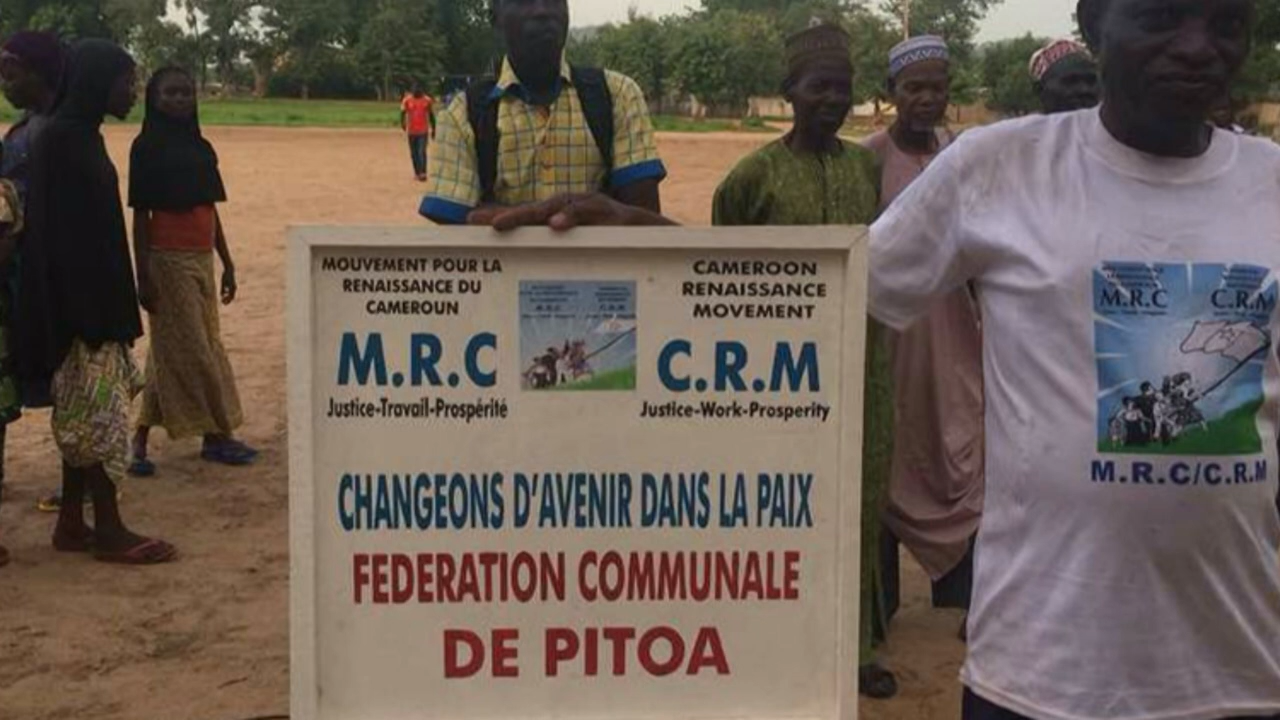 MOUVEMENT POUR LA
RENAISSANCE DU
CAMEROUN
M.R.C
Justice-Travail-Prospérité
CAMEROON
RENAISSANCE
MOVEMENT
C.R.M
Justice-Work-Prosperity
CHANGEONS D'AVENIR DANS LA PAIX
FEDERATION COMMUNALE
DE PITOA
M.R.C C.R.M
M.R.C/C.R.M